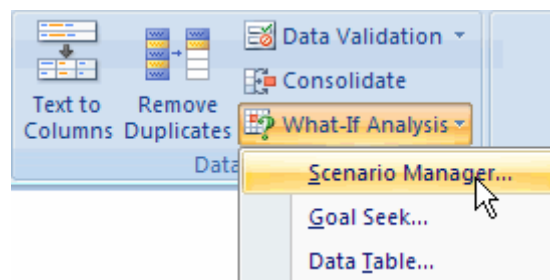 Data Validation
Consolidate
What-If Analysis
Text to
Columns
Remove
Duplicates
Data
Scenario Manager...
Goal Seek...
Data Table...